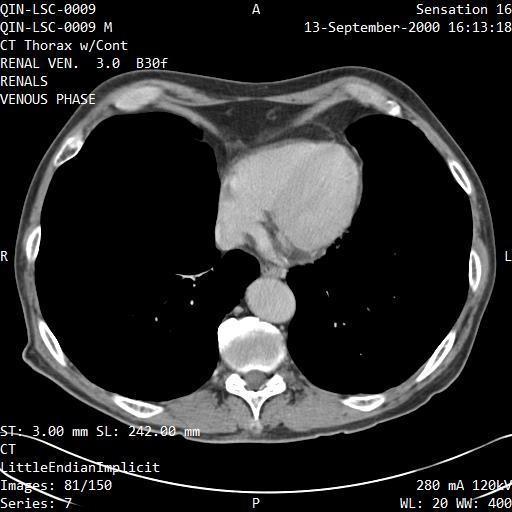 QIN-LSC-0009 A Sensation 16
QIN-LSC-0009 M 13-September-2000 16:13:18
CT Thorax w/Cont
RENAL VEN. 3.0 B30f
RENALS
VENOUS PHASE
R L
ST: 3.00 mm SL: 242.00 mm
CT
LittleEndianImplicit
Images: 81/150 280 mA 120kV
Series: 7 P WL: 20 WW: 400